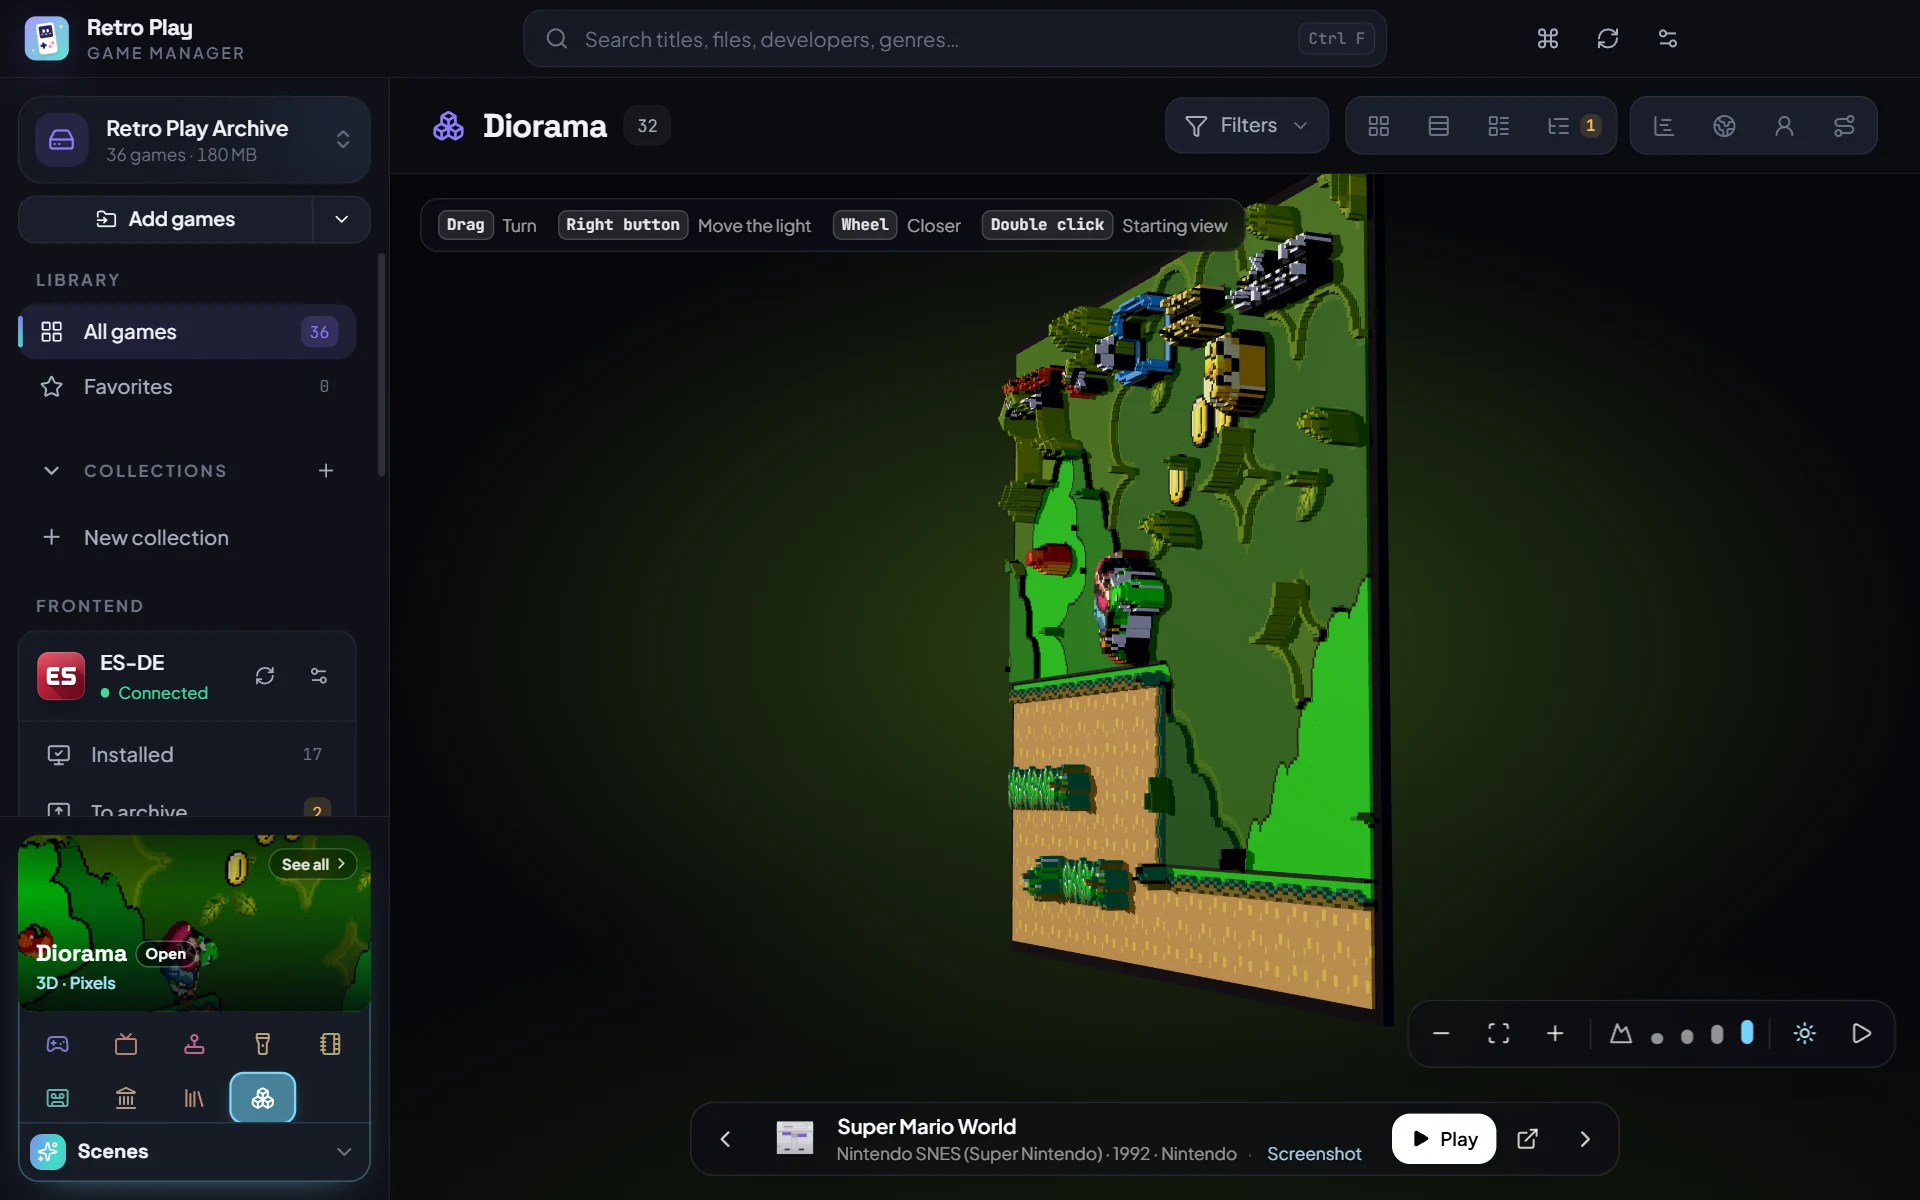 Retro Play
GAME MANAGER
Search titles, files, developers, genres...
Ctrl F
Retro Play Archive
36 games · 180 MB
Add games
LIBRARY
All games
36
Favorites
0
COLLECTIONS
New collection
FRONTEND
ES
ES-DE
Connected
Installed
17
To archive
2
See all
Diorama
Open
3D · Pixels
Scenes
Diorama
32
Filters
1
Drag
Turn
Right button
Move the light
Wheel
Closer
Double click
Starting view
Super Mario World
Nintendo SNES (Super Nintendo) · 1992 · Nintendo · Screenshot
Play